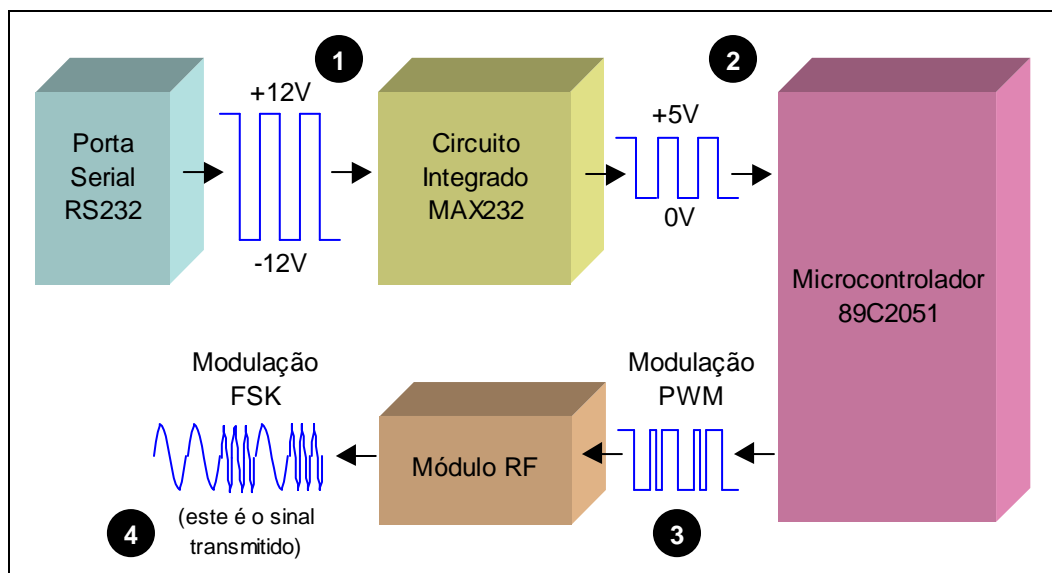 1
2
+12V
-12V
Porta
Serial
RS232
Circuito
Integrado
MAX232
+5V
0V
Microcontrolador
89C2051
Modulação
FSK
(este é o sinal
transmitido)
4
Módulo RF
Modulação
PWM
3